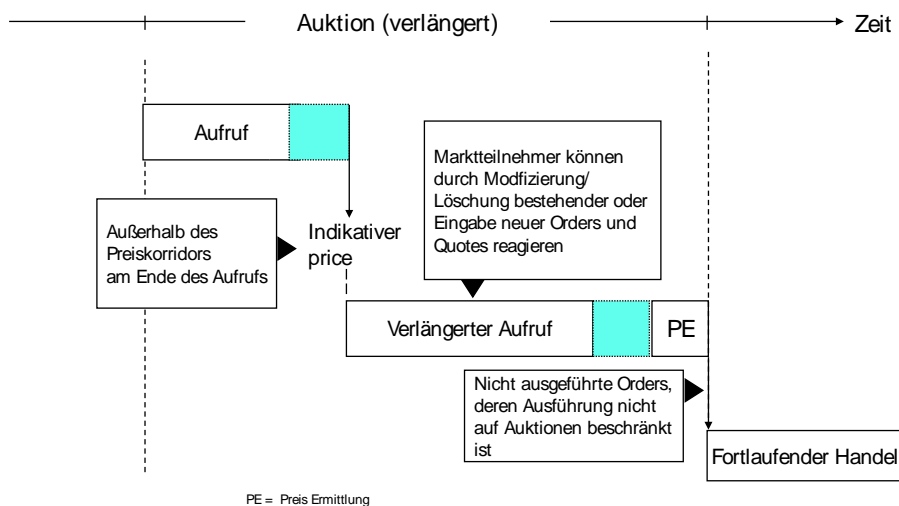 Auktion (verlängert)
Zeit
Aufruf
Marktteilnehmer können
durch Modfizierung/
Löschung bestehender oder
Eingabe neuer Orders und
Quotes reagieren
Außerhalb des
Preiskorridors
am Ende des Aufrufs
Indikativer
price
Verlängerter Aufruf
PE
Nicht ausgeführte Orders,
deren Ausführung nicht
auf Auktionen beschränkt
ist
Fortlaufender Handel
PE = Preis Ermittlung